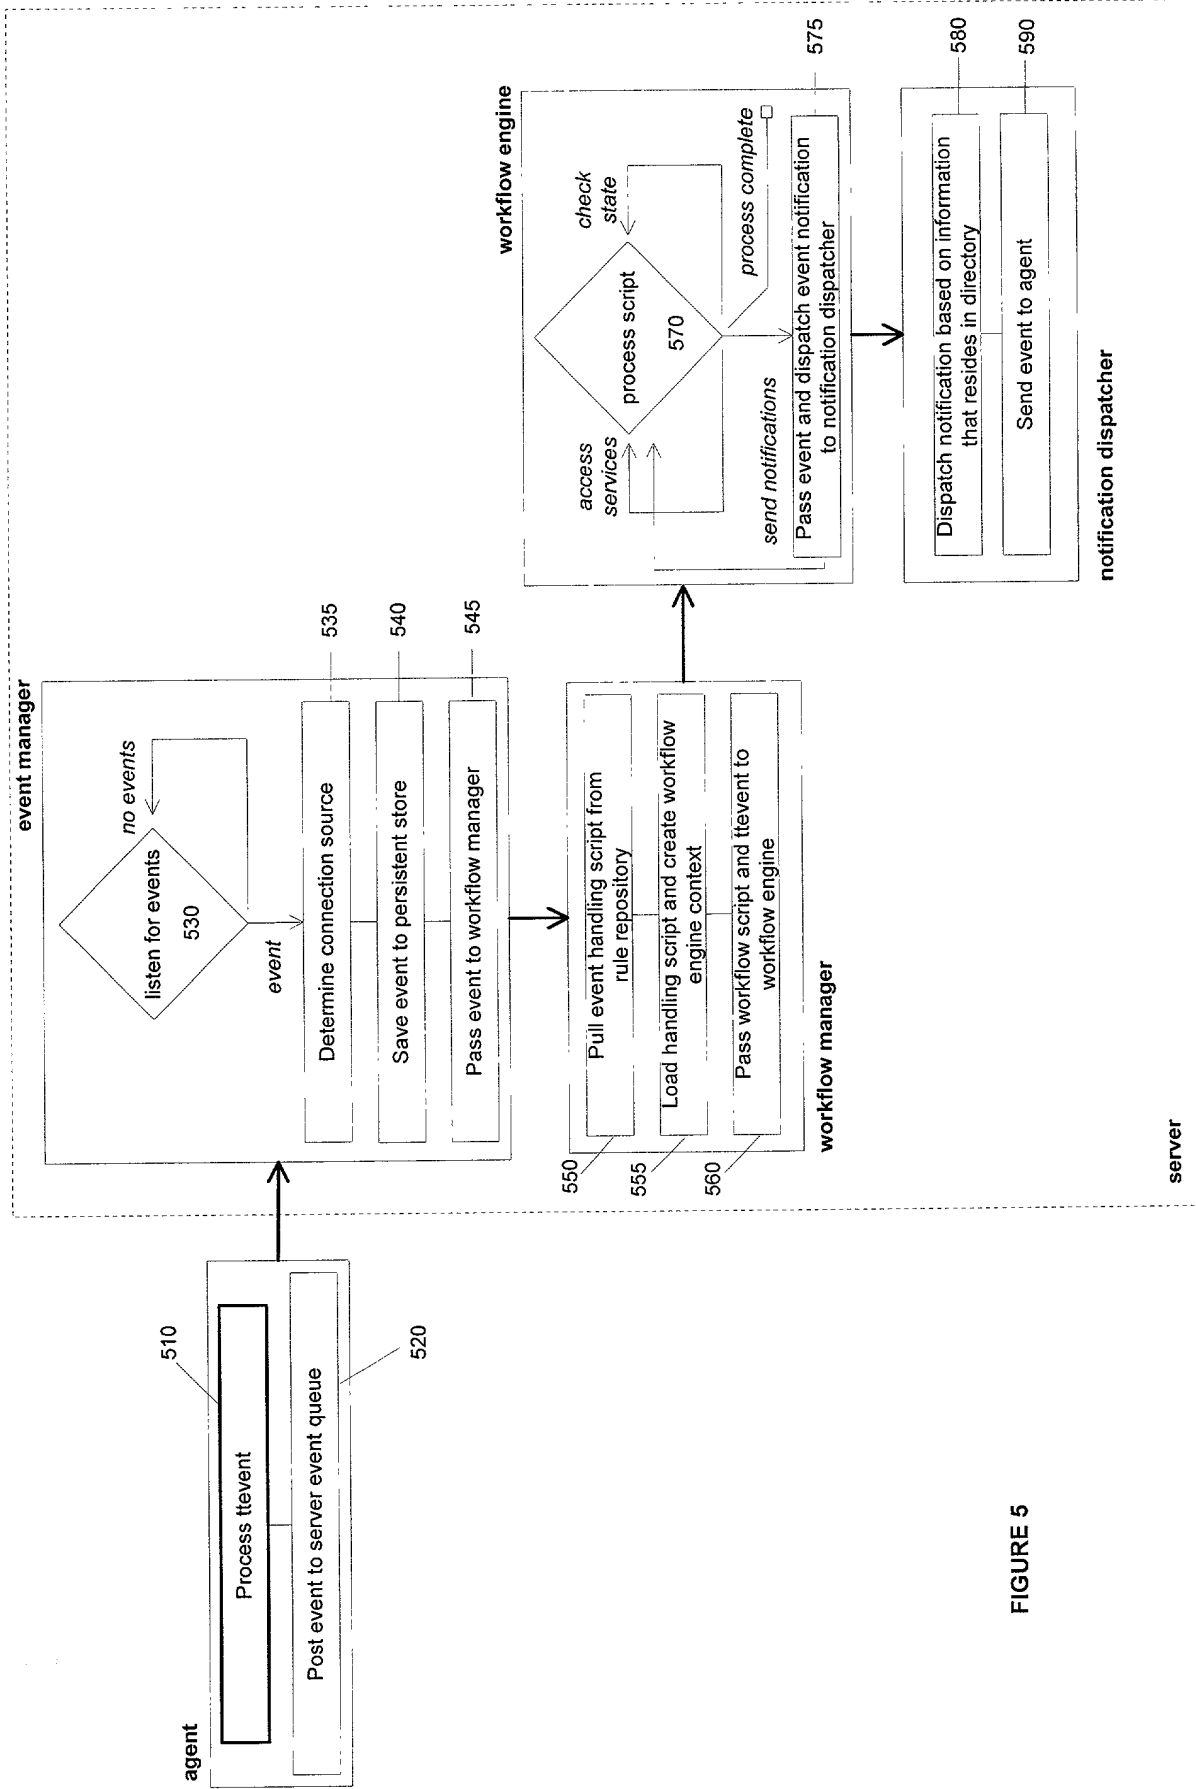 agent
510
Process ttevent
Post event to server event queue
520
event manager
listen for events
530
no events
event
Determine connection source
535
Save event to persistent store
540
Pass event to workflow manager
545
550
Pull event handling script from
rule repository
555
Load handling script and create workflow
engine context
560
Pass workflow script and ttevent to
workflow engine
workflow manager
workflow engine
access
services
process script
570
check
state
send notifications
process complete
Pass event and dispatch event notification
to notification dispatcher
575
Dispatch notification based on information
that resides in directory
580
Send event to agent
590
notification dispatcher
server
FIGURE 5